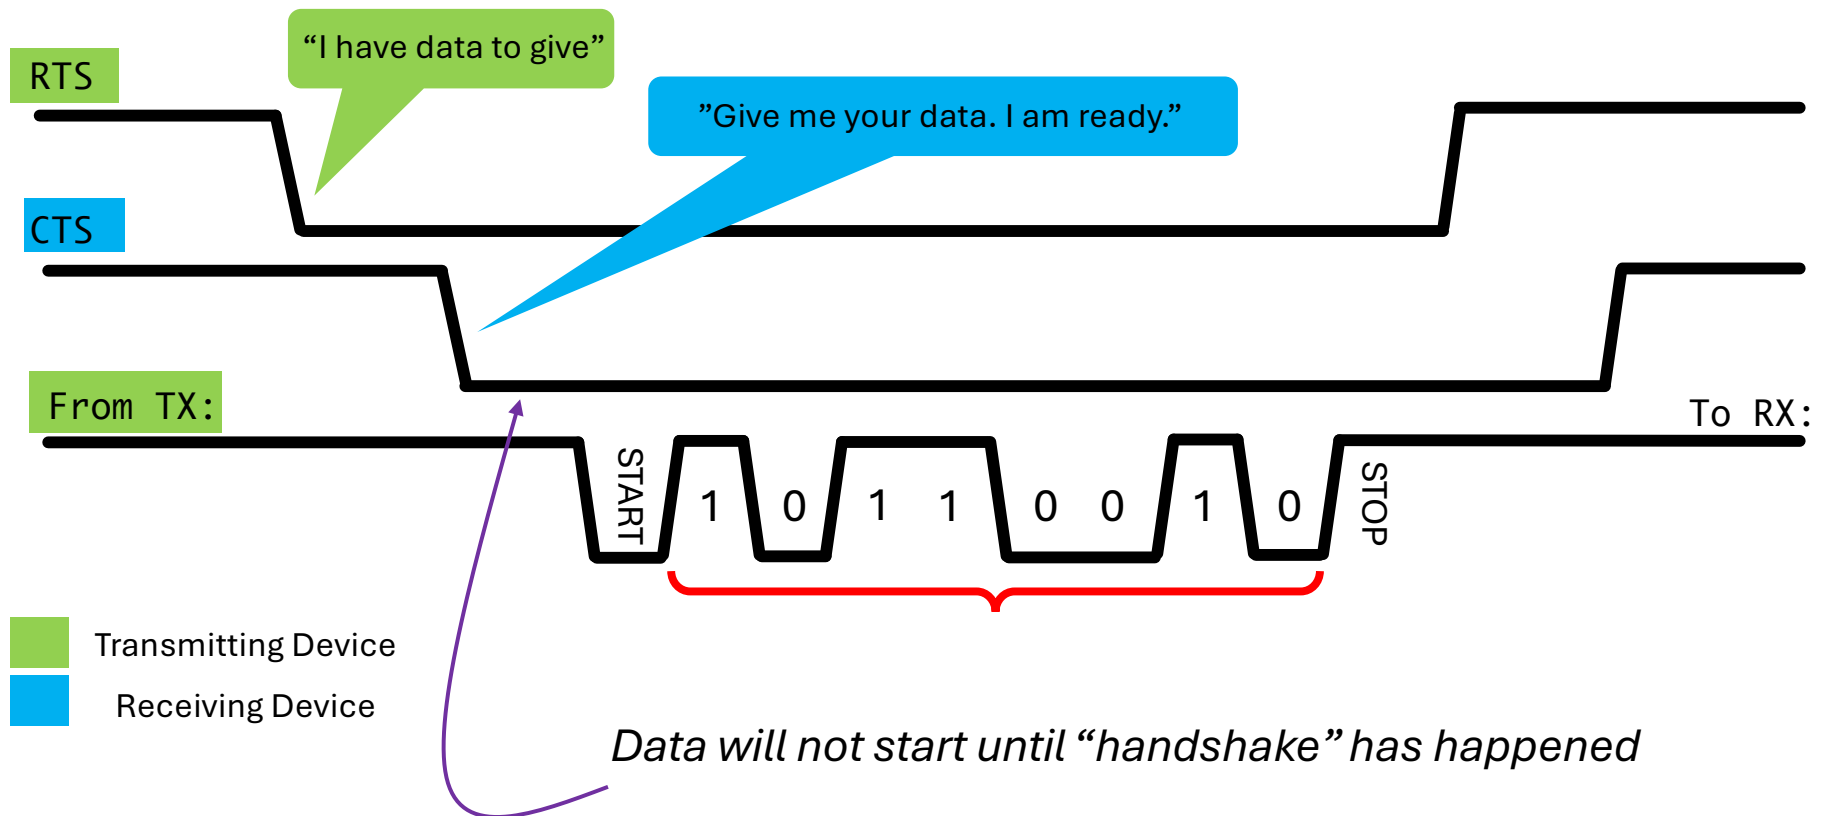 “I have data to give”
RTS
”Give me your data. I am ready.”
CTS
From TX:
To RX:
START 1 0 1 1 0 0 1 0 STOP
Transmitting Device
Receiving Device
Data will not start until “handshake” has happened